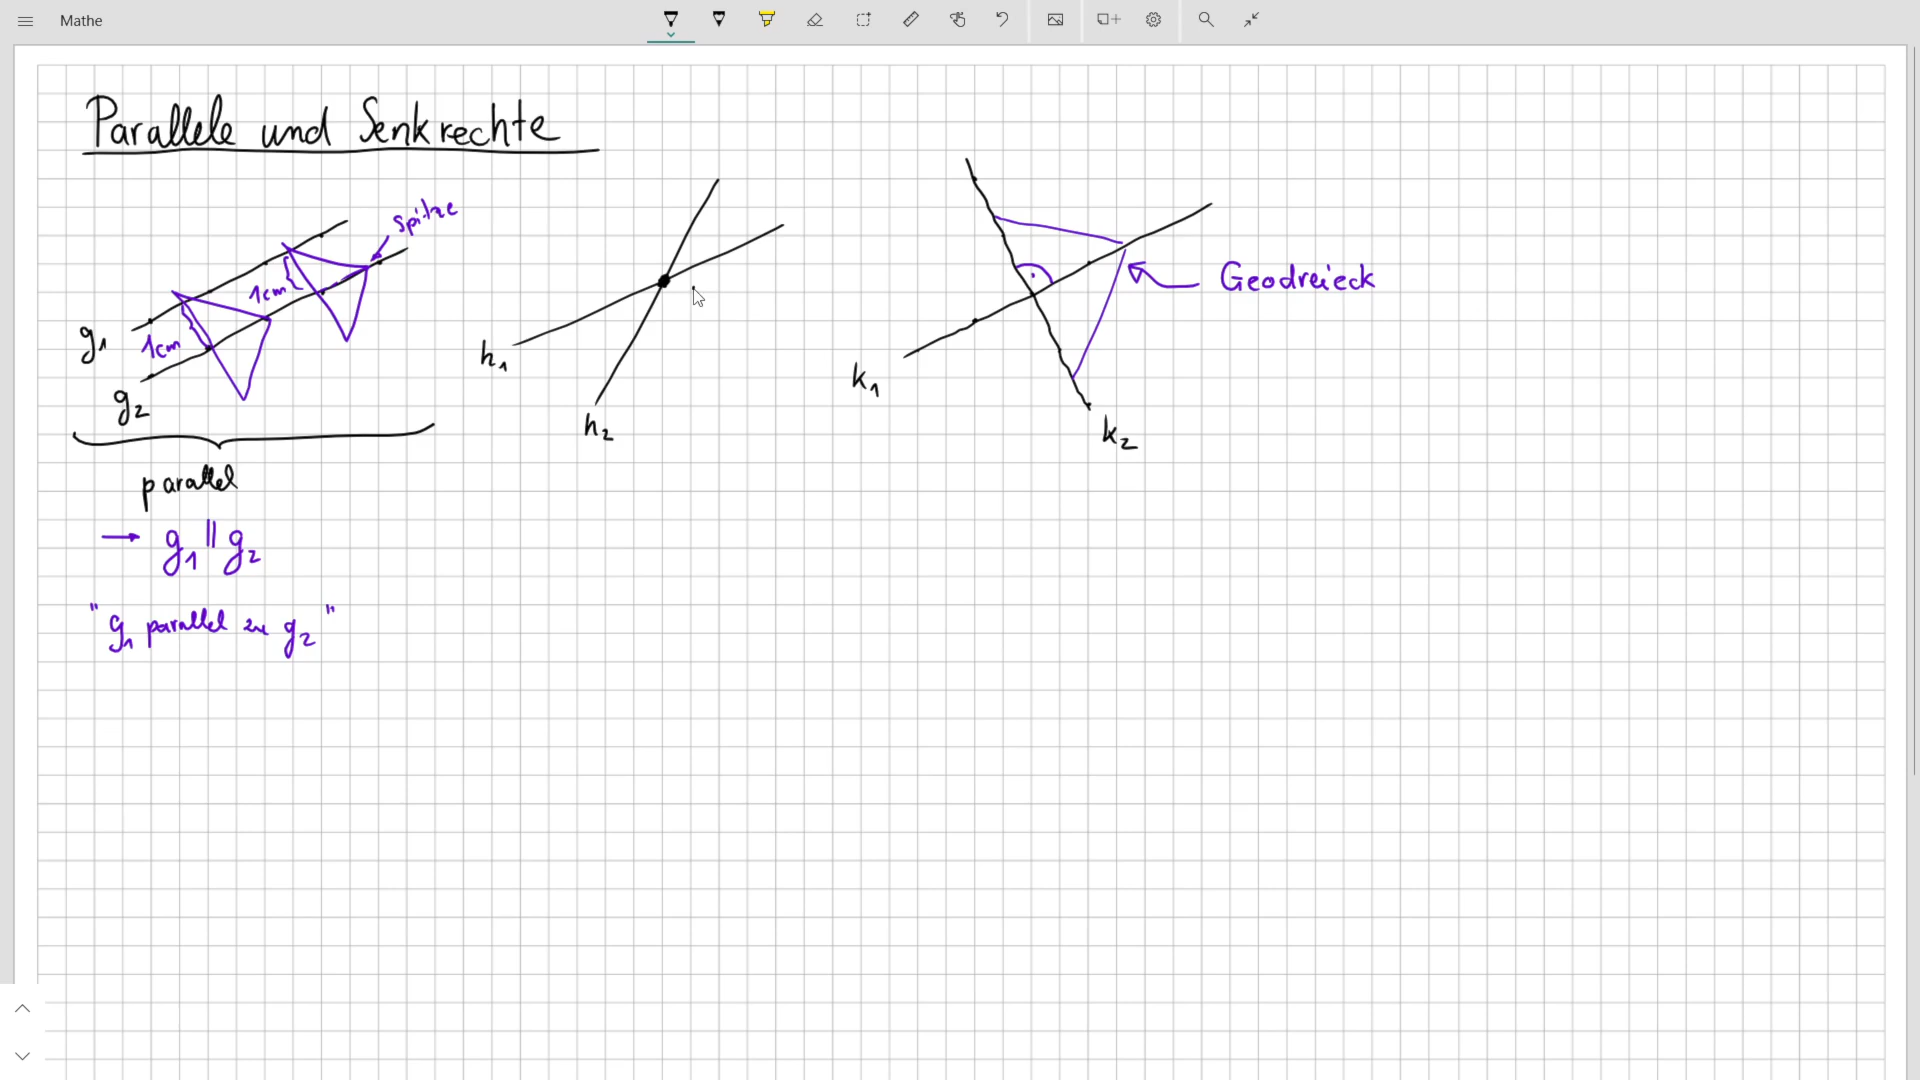 Mathe
Parallele und Senkrechte
Spitze
1cm
1cm
g1
g2
h1
h2
Geodreieck
k1
k2
parallel
→ g1 || g2
"g1 parallel zu g2"